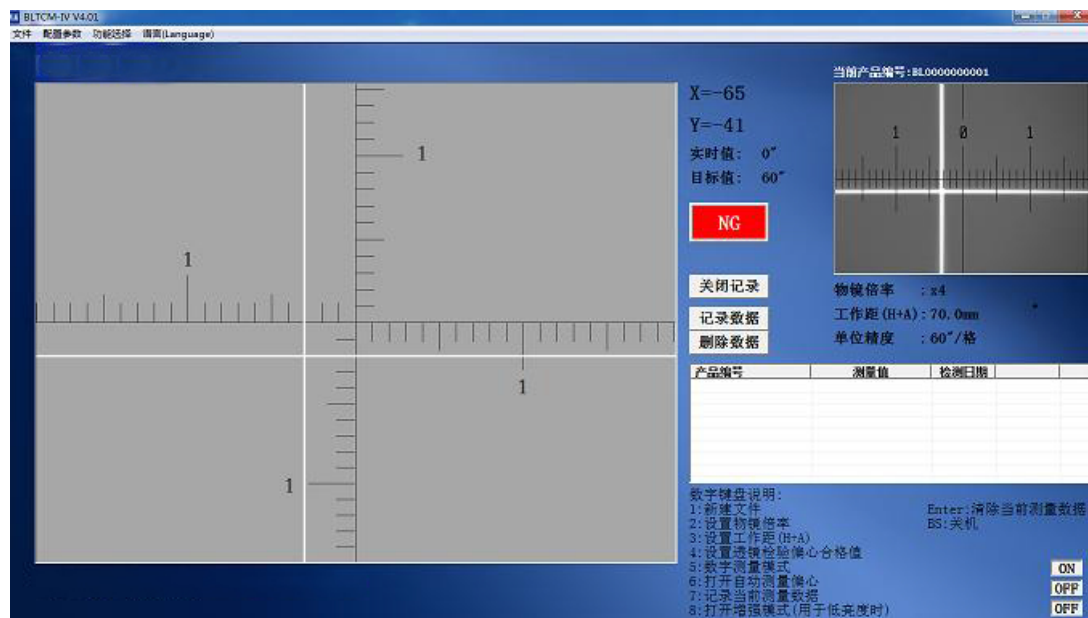 BLTCM-IV V4.01
文件 配置参数 功能选择 语言(Language)
当前产品编号:BL0000000001
X=-65
Y=-41
实时值: 0″
目标值: 60″
NG
关闭记录
记录数据
删除数据
1
1
1
1
1 0 1
物镜倍率 :x4
工作距(H+A):70.0mm
单位精度 :60″/格
产品编号 测量值 检测日期
数字键盘说明:
1:新建文件
2:设置物镜倍率
3:设置工作距(H+A)
4:设置透镜检验偏心合格值
5:数字测量模式
6:打开自动测量偏心
7:记录当前测量数据
8:打开增强模式(用于低亮度时)
Enter:清除当前测量数据
BS:关机
ON
OFF
OFF